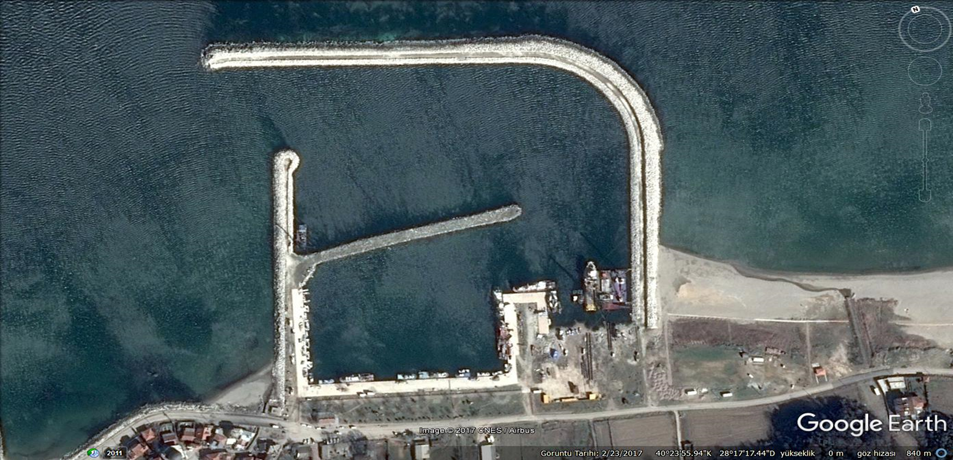 N
Image © 2017 CNES / Airbus
Google Earth
2011
Görüntü Tarihi: 2/23/2017 40°23'55.94"K 28°17'17.44"D yükseklik 0 m göz hizası 840 m